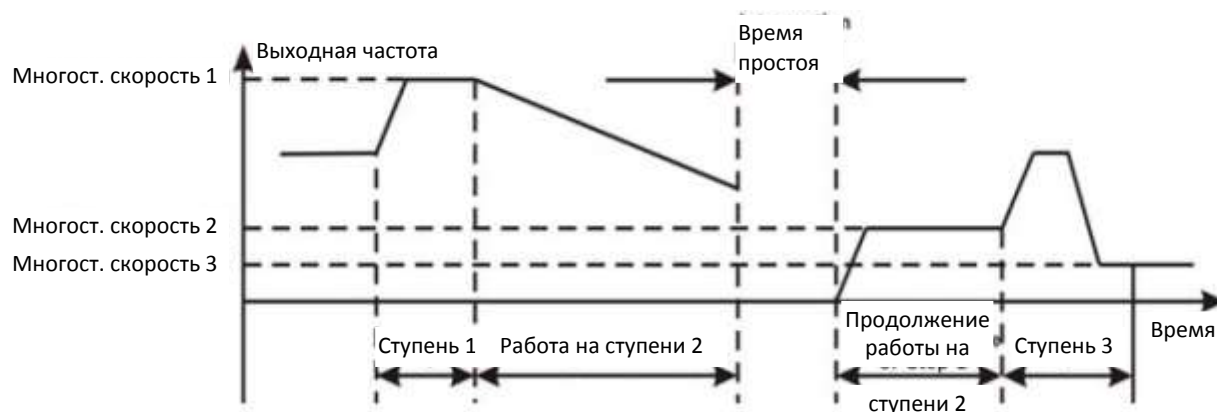 Время
простоя
Выходная частота
Многост. скорость 1
Многост. скорость 2
Многост. скорость 3
Время
Ступень 1
Работа на ступени 2
Продолжение
работы на
ступени 2
Ступень 3